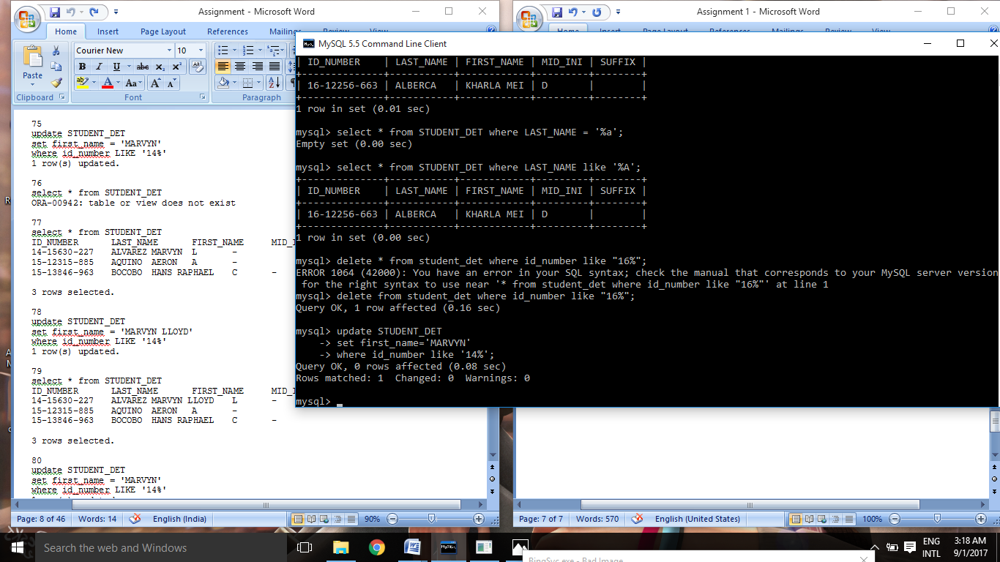 Assignment - Microsoft Word
Home Insert Page Layout References Mailings Review View
Courier New 10
Paste
Clipboard Font Paragraph
75
update STUDENT_DET
set first_name = 'MARVYN'
where id_number LIKE '14%'
1 row(s) updated.
76
select * from SUTDENT_DET
ORA-00942: table or view does not exist
77
select * from STUDENT_DET
ID_NUMBER LAST_NAME FIRST_NAME MID_I
14-15630-227 ALVAREZ MARVYN L -
15-12315-885 AQUINO AERON A -
15-13846-963 BOCOBO HANS RAPHAEL C -
3 rows selected.
78
update STUDENT_DET
set first_name = 'MARVYN LLOYD'
where id_number LIKE '14%'
1 row(s) updated.
79
select * from STUDENT_DET
ID_NUMBER LAST_NAME FIRST_NAME MID_I
14-15630-227 ALVAREZ MARVYN LLOYD L -
15-12315-885 AQUINO AERON A -
15-13846-963 BOCOBO HANS RAPHAEL C -
3 rows selected.
80
update STUDENT_DET
set first_name = 'MARVYN'
where id_number LIKE '14%'
Page: 8 of 46 Words: 14 English (India) 90%
Assignment 1 - Microsoft Word
Home Insert Page Layout References Mailings Review View
MySQL 5.5 Command Line Client
| ID_NUMBER | LAST_NAME | FIRST_NAME | MID_INI | SUFFIX |
+--------------+-----------+------------+---------+--------+
| 16-12256-663 | ALBERCA | KHARLA MEI | D | |
+--------------+-----------+------------+---------+--------+
1 row in set (0.01 sec)
mysql> select * from STUDENT_DET where LAST_NAME = '%a';
Empty set (0.00 sec)
mysql> select * from STUDENT_DET where LAST_NAME like '%A';
+--------------+-----------+------------+---------+--------+
| ID_NUMBER | LAST_NAME | FIRST_NAME | MID_INI | SUFFIX |
+--------------+-----------+------------+---------+--------+
| 16-12256-663 | ALBERCA | KHARLA MEI | D | |
+--------------+-----------+------------+---------+--------+
1 row in set (0.00 sec)
mysql> delete * from student_det where id_number like "16%";
ERROR 1064 (42000): You have an error in your SQL syntax; check the manual that corresponds to your MySQL server version
for the right syntax to use near '* from student_det where id_number like "16%"' at line 1
mysql> delete from student_det where id_number like "16%";
Query OK, 1 row affected (0.16 sec)
mysql> update STUDENT_DET
-> set first_name='MARVYN'
-> where id_number like '14%';
Query OK, 0 rows affected (0.08 sec)
Rows matched: 1 Changed: 0 Warnings: 0
mysql>
Page: 7 of 7 Words: 570 English (United States) 100%
Search the web and Windows
ENG
INTL
3:18 AM
9/1/2017
BingSvc.exe - Bad Image